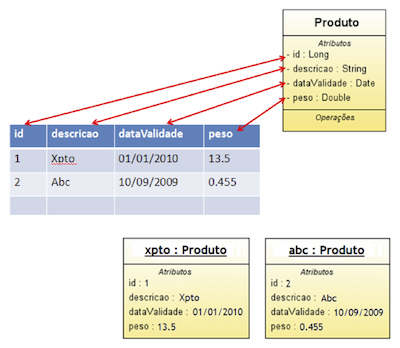 Produto
Atributos
- id : Long
- descricao : String
- dataValidade : Date
- peso : Double
Operações
id descricao dataValidade peso
1 Xpto 01/01/2010 13.5
2 Abc 10/09/2009 0.455
xpto : Produto
Atributos
id : 1
descricao : Xpto
dataValidade : 01/01/2010
peso : 13.5
abc : Produto
Atributos
id : 2
descricao : Abc
dataValidade : 10/09/2009
peso : 0.455